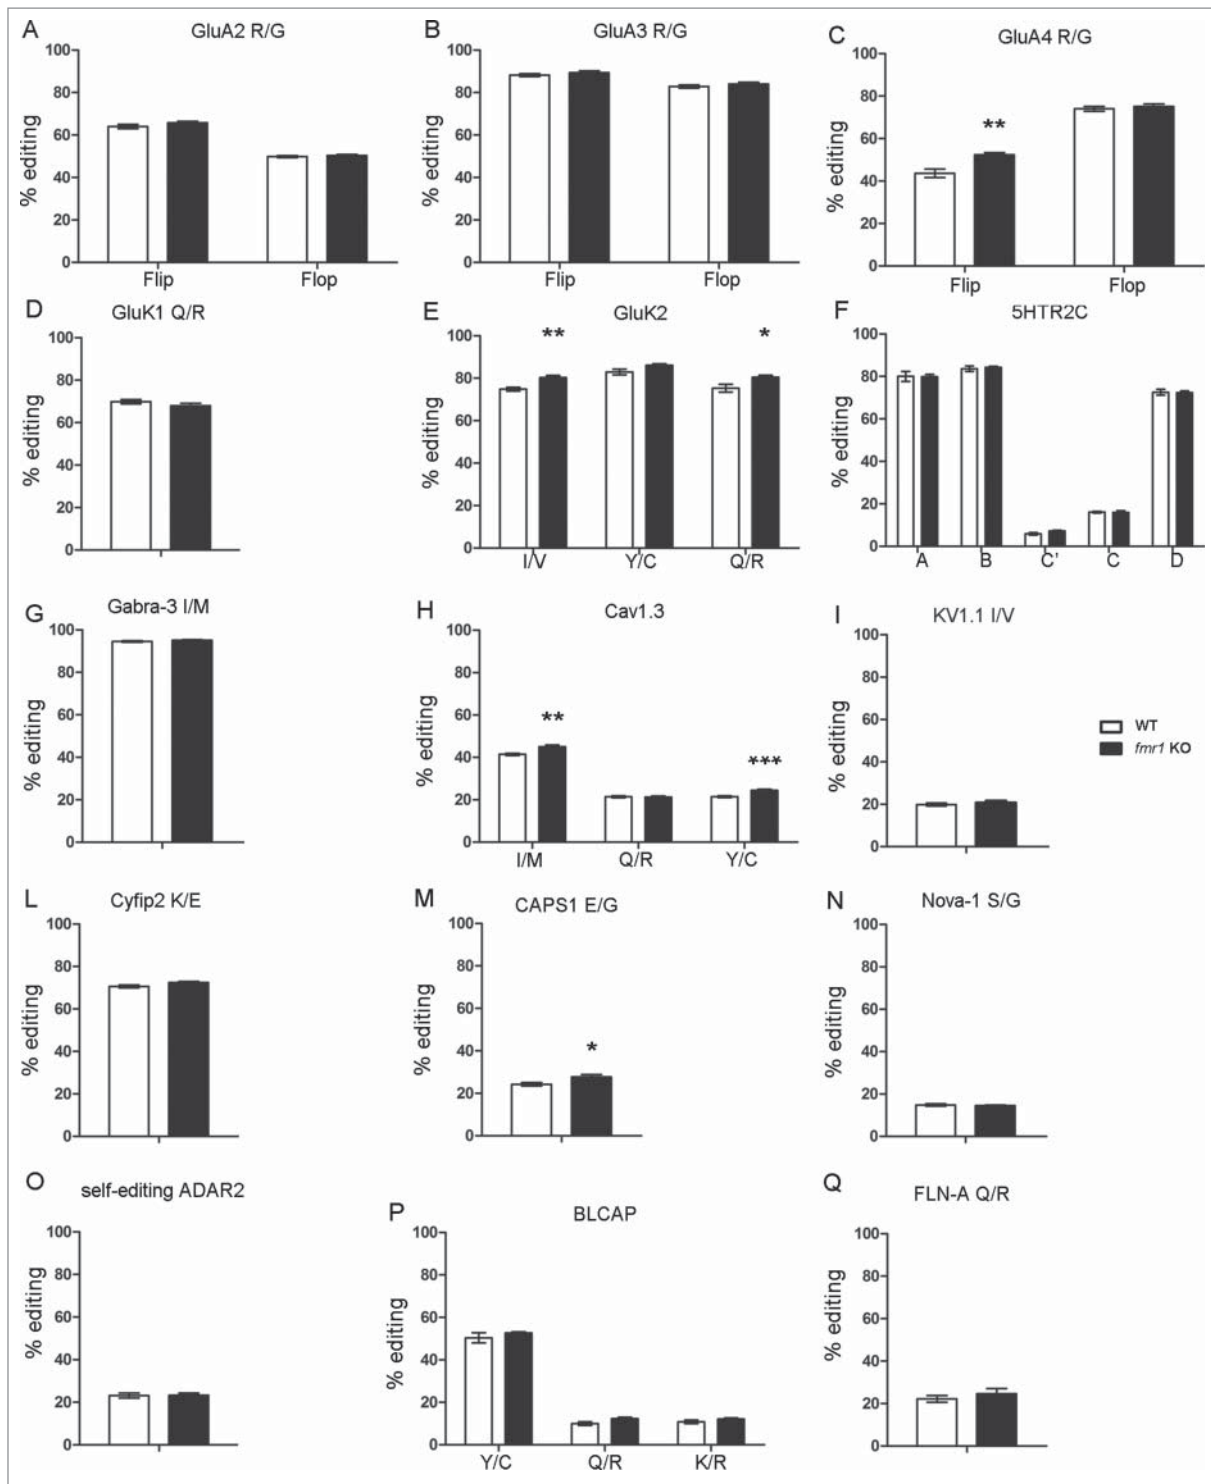 A
GluA2 R/G
% editing
100
80
60
40
20
0
Flip
Flop
B
GluA3 R/G
% editing
100
80
60
40
20
0
Flip
Flop
C
GluA4 R/G
% editing
100
80
60
40
20
0
**
Flip
Flop
D
GluK1 Q/R
% editing
100
80
60
40
20
0
E
GluK2
% editing
100
80
60
40
20
0
**
*
I/V
Y/C
Q/R
F
5HTR2C
% editing
100
80
60
40
20
0
A
B
C'
C
D
G
Gabra-3 I/M
% editing
100
80
60
40
20
0
H
Cav1.3
% editing
100
80
60
40
20
0
**
***
I/M
Q/R
Y/C
I
KV1.1 I/V
% editing
100
80
60
40
20
0
WT
fmr1 KO
L
Cyfip2 K/E
% editing
100
80
60
40
20
0
M
CAPS1 E/G
% editing
100
80
60
40
20
0
*
N
Nova-1 S/G
% editing
100
80
60
40
20
0
O
self-editing ADAR2
% editing
100
80
60
40
20
0
P
BLCAP
% editing
100
80
60
40
20
0
Y/C
Q/R
K/R
Q
FLN-A Q/R
% editing
100
80
60
40
20
0